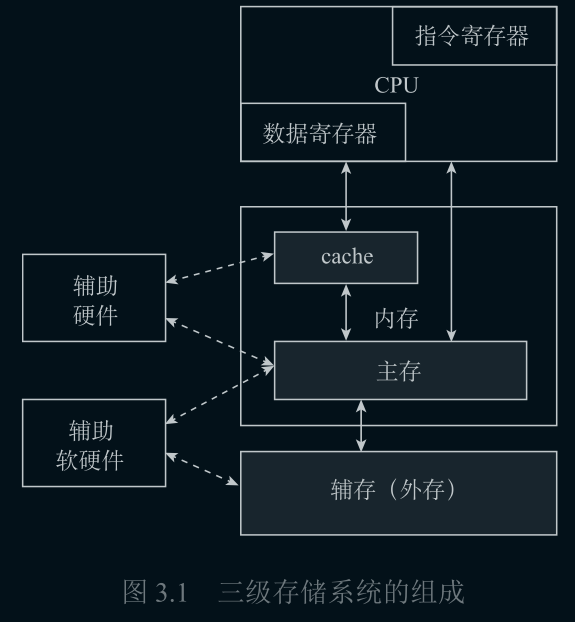 指令寄存器
CPU
数据寄存器
cache
辅助
硬件
内存
主存
辅助
软硬件
辅存（外存）
图 3.1 三级存储系统的组成